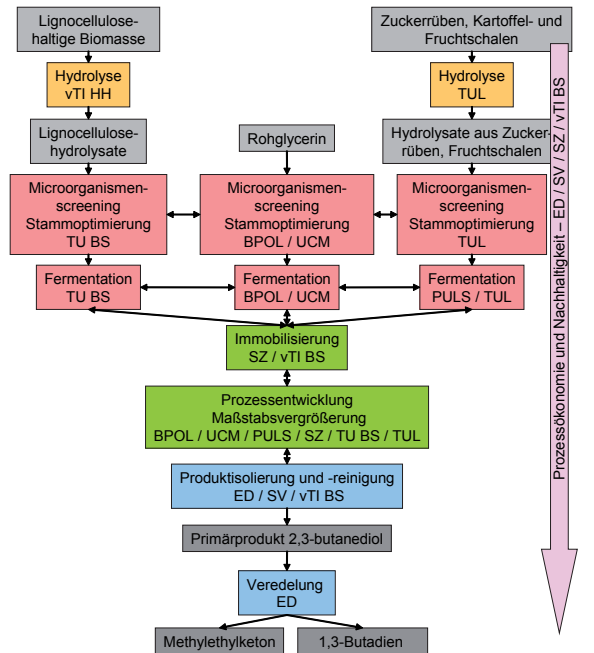 Lignocellulose-
haltige Biomasse
Zuckerrüben, Kartoffel- und
Fruchtschalen
Hydrolyse
vTI HH
Hydrolyse
TUL
Lignocellulose-
hydrolysate
Rohglycerin
Hydrolysate aus Zucker-
rüben, Fruchtschalen
Microorganismen-
screening
Stammoptimierung
TU BS
Microorganismen-
screening
Stammoptimierung
BPOL / UCM
Microorganismen-
screening
Stammoptimierung
TUL
Fermentation
TU BS
Fermentation
BPOL / UCM
Fermentation
PULS / TUL
Immobilisierung
SZ / vTI BS
Prozessentwicklung
Maßstabsvergrößerung
BPOL / UCM / PULS / SZ / TU BS / TUL
Produktisolierung und -reinigung
ED / SV / vTI BS
Primärprodukt 2,3-butanediol
Veredelung
ED
Methylethylketon
1,3-Butadien
Prozessökonomie und Nachhaltigkeit – ED / SV / SZ / vTI BS